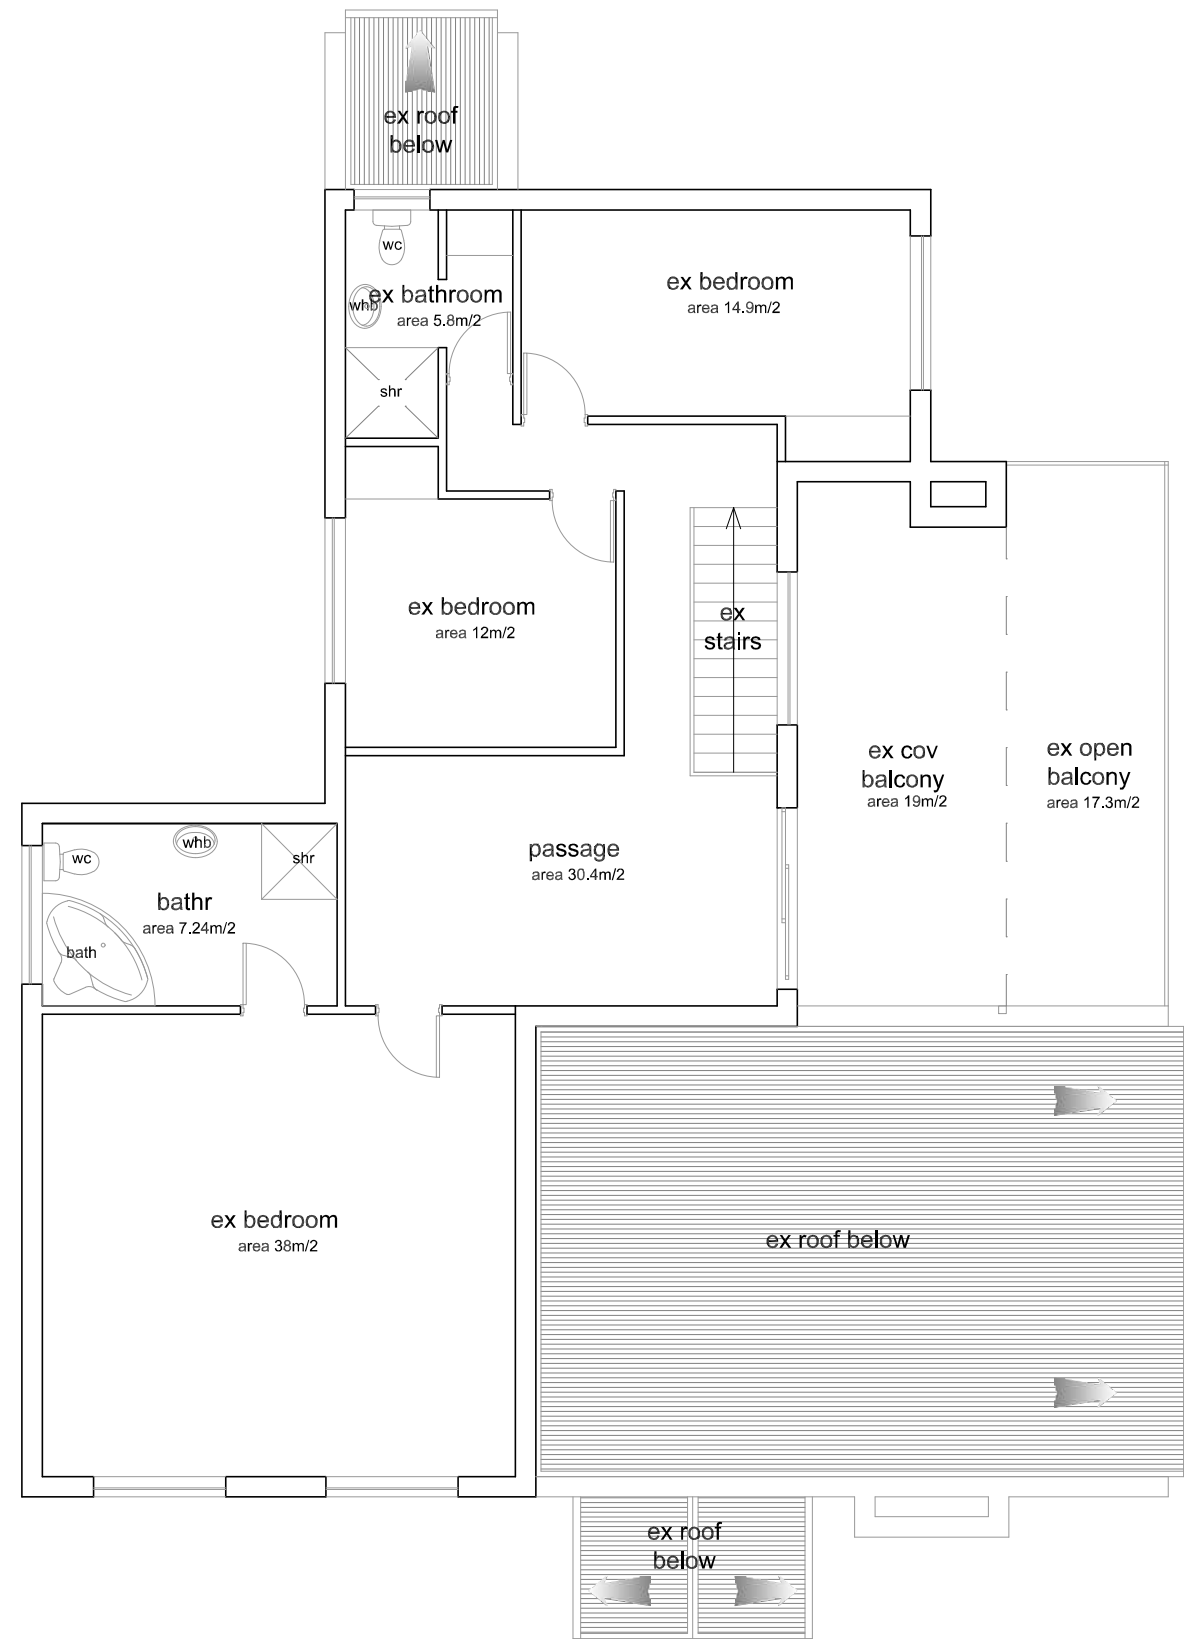 ex roof
below
wc
ex bedroom
area 14.9m/2
whb
ex bathroom
area 5.8m/2
shr
ex bedroom
area 12m/2
ex
stairs
ex cov
balcony
area 19m/2
ex open
balcony
area 17.3m/2
wc
whb
shr
passage
area 30.4m/2
bathr
area 7.24m/2
bath
ex bedroom
area 38m/2
ex roof below
ex roof
below